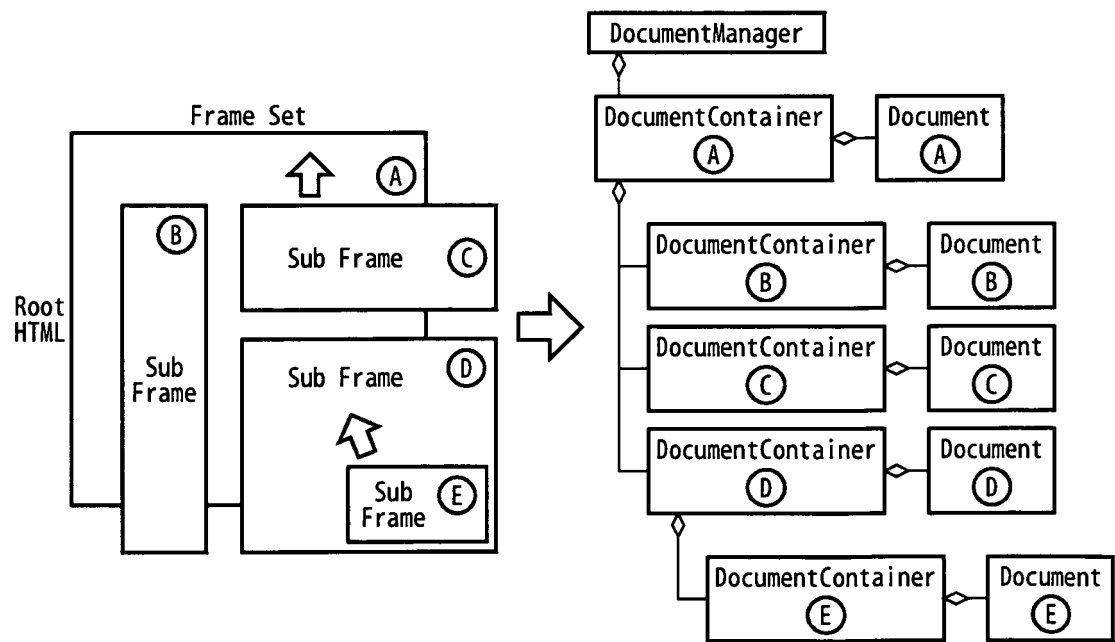 Frame Set
A
B
Sub Frame
C
Root
HTML
Sub
Frame
Sub Frame
D
Sub
Frame
E
DocumentManager
DocumentContainer
A
Document
A
DocumentContainer
B
Document
B
DocumentContainer
C
Document
C
DocumentContainer
D
Document
D
DocumentContainer
E
Document
E